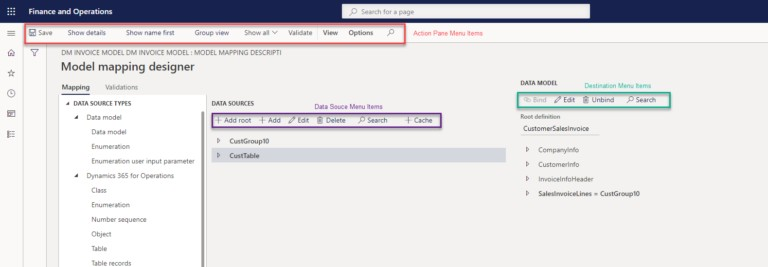 Finance and Operations
Search for a page
Save Show details Show name first Group view Show all Validate View Options
Action Pane Menu Items
DM INVOICE MODEL DM INVOICE MODEL : MODEL MAPPING DESCRIPTI
Model mapping designer
Mapping Validations
DATA SOURCE TYPES
Data model
Data model
Enumeration
Enumeration user input parameter
Dynamics 365 for Operations
Class
Enumeration
Number sequence
Object
Table
Table records
DATA SOURCES
Data Souce Menu Items
Add root Add Edit Delete Search Cache
CustGroup10
CustTable
DATA MODEL
Destination Menu Items
Bind Edit Unbind Search
Root definition
CustomerSalesInvoice
CompanyInfo
CustomerInfo
InvoiceInfoHeader
SalesInvoiceLines = CustGroup10